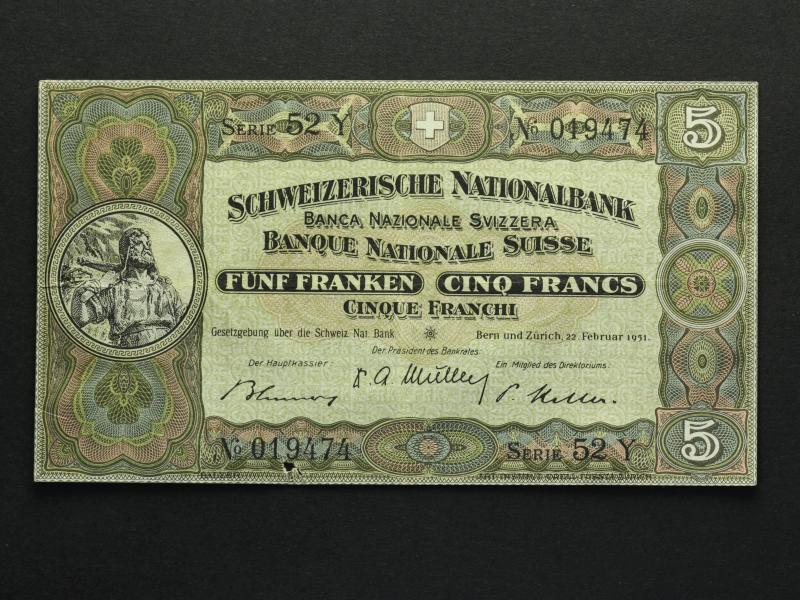 SERIE 52 Y
No 019474
5
SCHWEIZERISCHE NATIONALBANK
BANCA NAZIONALE SVIZZERA
BANQUE NATIONALE SUISSE
FÜNF FRANKEN CINQ FRANCS
CINQUE FRANCHI
Gesetzgebung über die Schweiz. Nat. Bank
Bern und Zürich, 22. Februar 1951.
Der Hauptkassier:
Der Präsident des Bankrates:
Ein Mitglied des Direktoriums:
No 019474
SERIE 52 Y
5
BALZER